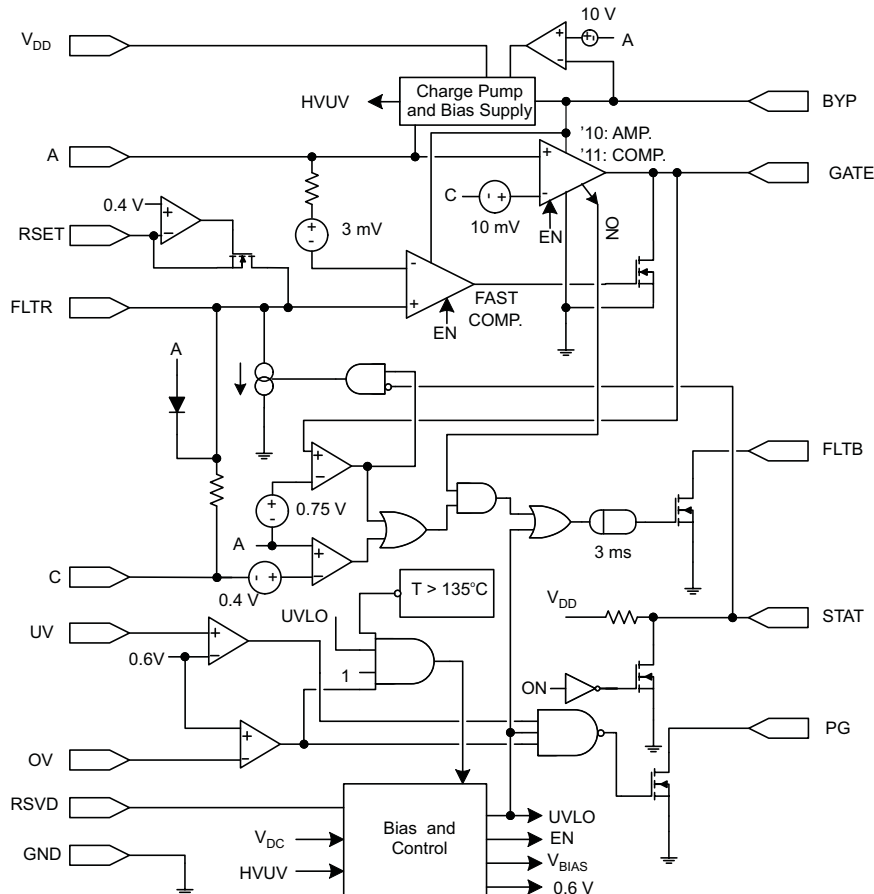 10 V
VDD
A
Charge Pump
and Bias Supply
HVUV
BYP
'10: AMP.
'11: COMP.
A
GATE
C
10 mV
EN
ON
0.4 V
RSET
3 mV
FAST
COMP.
EN
FLTR
A
FLTB
0.75 V
A
3 ms
C
0.4 V
T > 135°C
VDD
STAT
UVLO
UV
0.6V
1
ON
PG
OV
RSVD
Bias and
Control
UVLO
VDC
EN
GND
HVUV
VBIAS
0.6 V